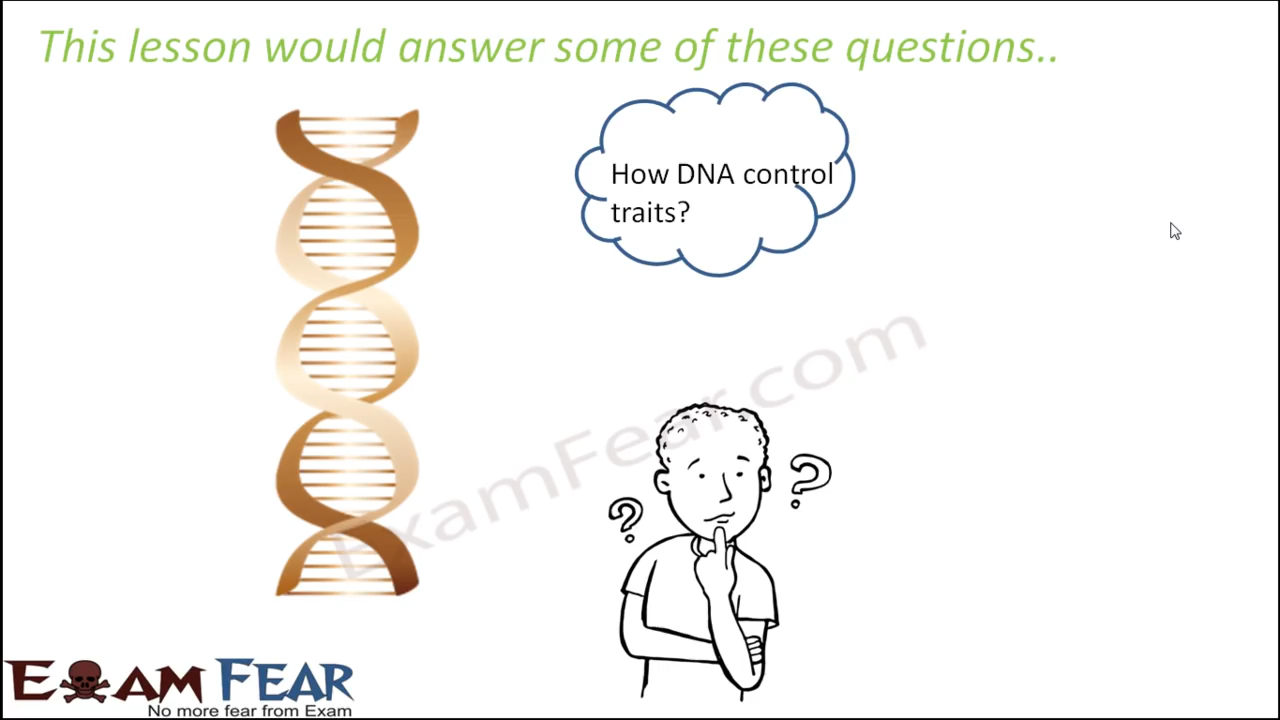 This lesson would answer some of these questions..
How DNA control
traits?
? ?
ExamFear.com
EXAM FEAR
No more fear from Exam